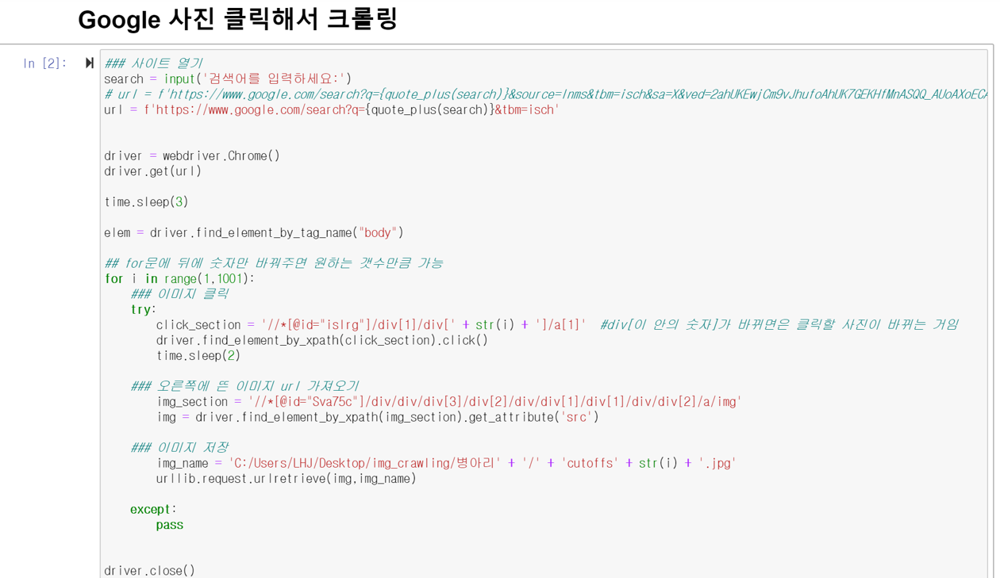 Google 사진 클릭해서 크롤링
In [2]:
### 사이트 열기
search = input('검색어를 입력하세요:')
# url = f'https://www.google.com/search?q={quote_plus(search)}&source=lnms&tbm=isch&sa=X&ved=2ahUKEwjCm9vJhufoAhUK7GEKHfMnASQQ_AUoAXoECA
url = f'https://www.google.com/search?q={quote_plus(search)}&tbm=isch'
driver = webdriver.Chrome()
driver.get(url)
time.sleep(3)
elem = driver.find_element_by_tag_name("body")
## for문에 뒤에 숫자만 바꿔주면 원하는 갯수만큼 가능
for i in range(1,1001):
### 이미지 클릭
try:
click_section = '//*[@id="islrg"]/div[1]/div[' + str(i) + ']/a[1]' #div[이 안의 숫자]가 바뀌면은 클릭할 사진이 바뀌는 거임
driver.find_element_by_xpath(click_section).click()
time.sleep(2)
### 오른쪽에 뜬 이미지 url 가져오기
img_section = '//*[@id="Sva75c"]/div/div/div[3]/div[2]/div/div[1]/div[1]/div/div[2]/a/img'
img = driver.find_element_by_xpath(img_section).get_attribute('src')
### 이미지 저장
img_name = 'C:/Users/LHJ/Desktop/img_crawling/병아리' + '/' + 'cutoffs' + str(i) + '.jpg'
urllib.request.urlretrieve(img,img_name)
except:
pass
driver.close()